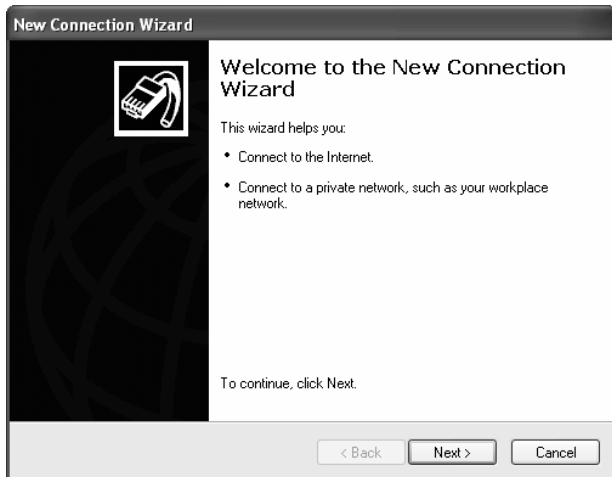 New Connection Wizard
Welcome to the New Connection
Wizard
This wizard helps you:
• Connect to the Internet.
• Connect to a private network, such as your workplace
network.
To continue, click Next.
< Back Next > Cancel